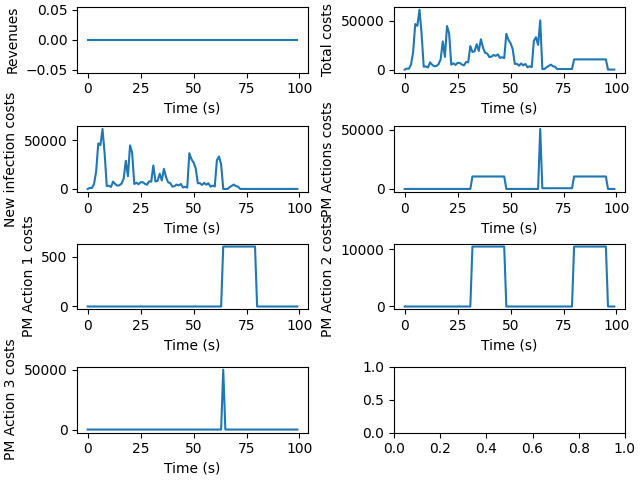 Revenues
0.05
0.00
−0.05
0 25 50 75 100
Time (s)
Total costs
50000
0
0 25 50 75 100
Time (s)
New infection costs
50000
0
0 25 50 75 100
Time (s)
PM Actions costs
50000
0
0 25 50 75 100
Time (s)
PM Action 1 costs
500
0
0 25 50 75 100
Time (s)
PM Action 2 costs
10000
0
0 25 50 75 100
Time (s)
PM Action 3 costs
50000
0
0 25 50 75 100
Time (s)
1.0
0.5
0.0
0.0 0.2 0.4 0.6 0.8 1.0